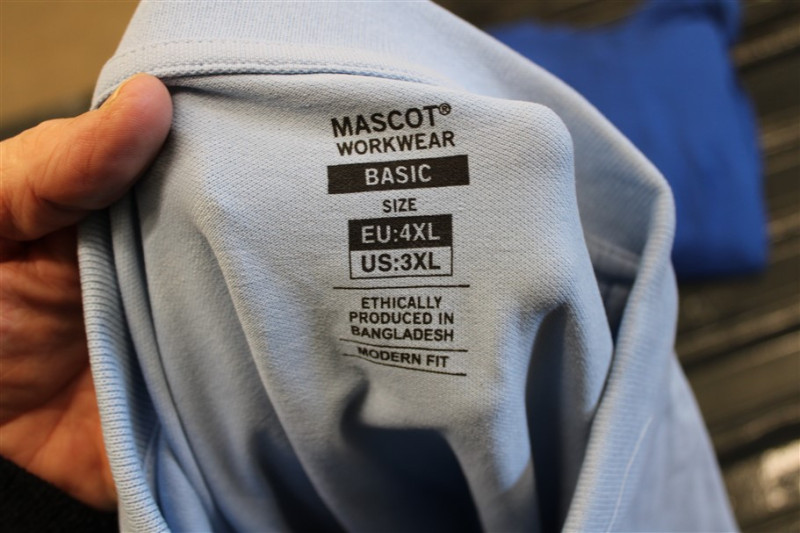 MASCOT®
WORKWEAR
BASIC
SIZE
EU:4XL
US:3XL
ETHICALLY
PRODUCED IN
BANGLADESH
MODERN FIT